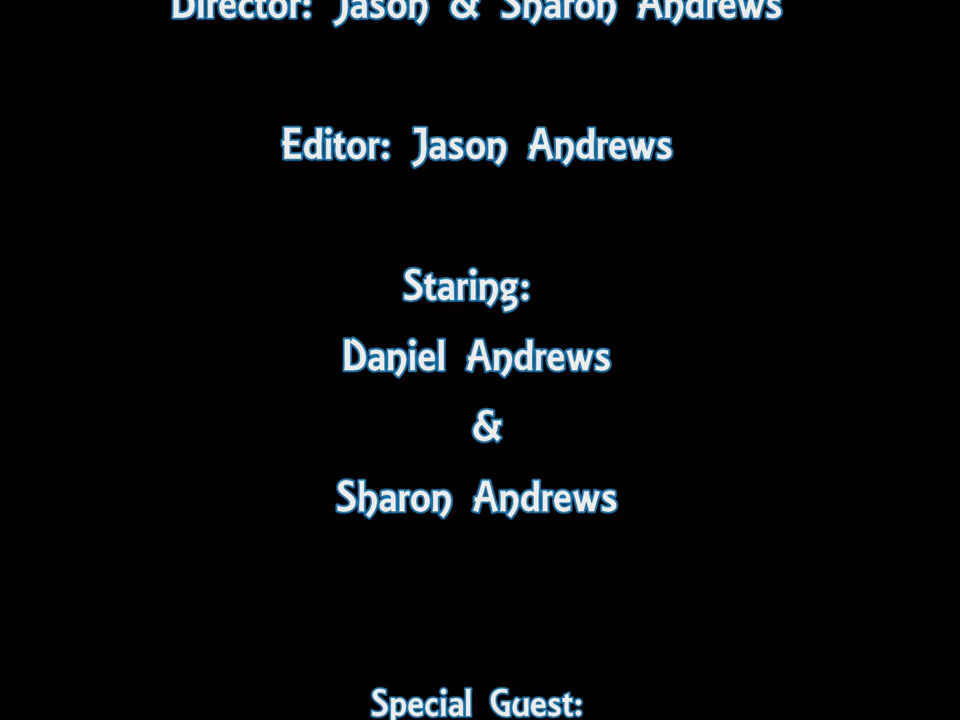 Director: Jason & Sharon Andrews
Editor: Jason Andrews
Staring:
Daniel Andrews
&
Sharon Andrews
Special Guest: